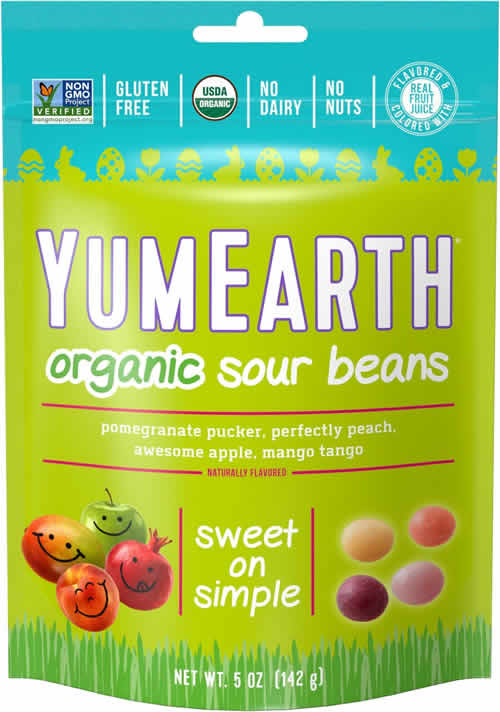 NON
GMO
Project
VERIFIED
nongmoproject.org
GLUTEN
FREE
USDA
ORGANIC
NO
DAIRY
NO
NUTS
FLAVORED &
REAL
FRUIT
JUICE
COLORED WITH
YUMEARTH
organic sour beans
pomegranate pucker, perfectly peach,
awesome apple, mango tango
NATURALLY FLAVORED
sweet
on
simple
NET WT. 5 OZ (142 g)